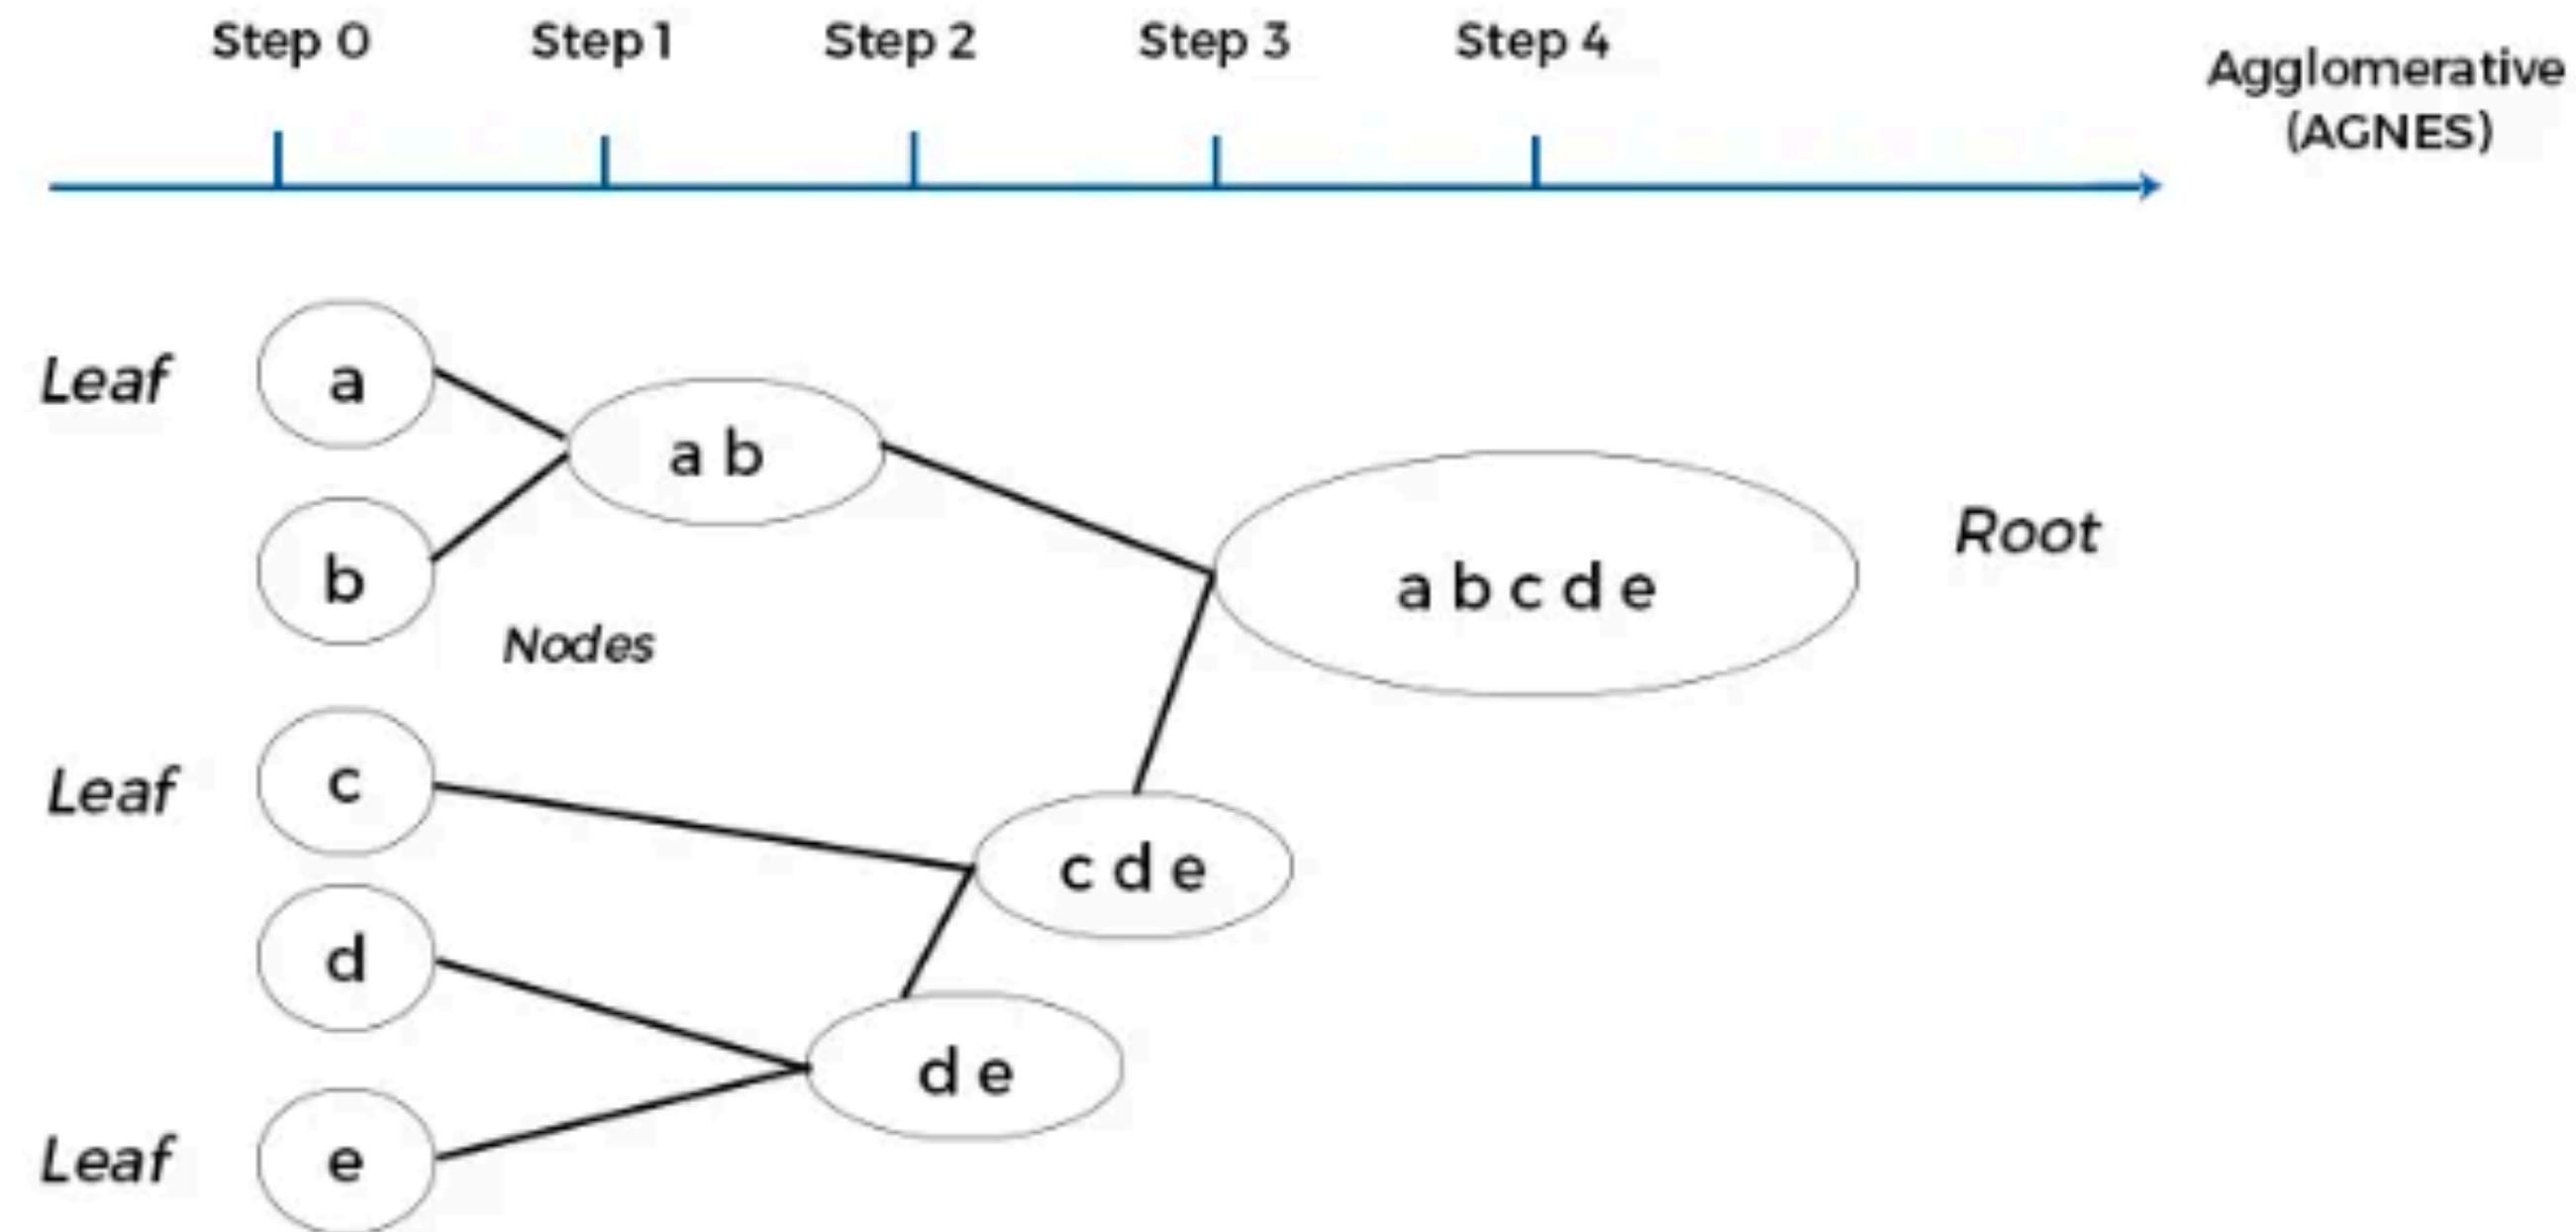 Step 0 Step 1 Step 2 Step 3 Step 4
Agglomerative
(AGNES)
Leaf
a
a b
b
Root
a b c d e
Nodes
Leaf
c
c d e
d
d e
Leaf
e